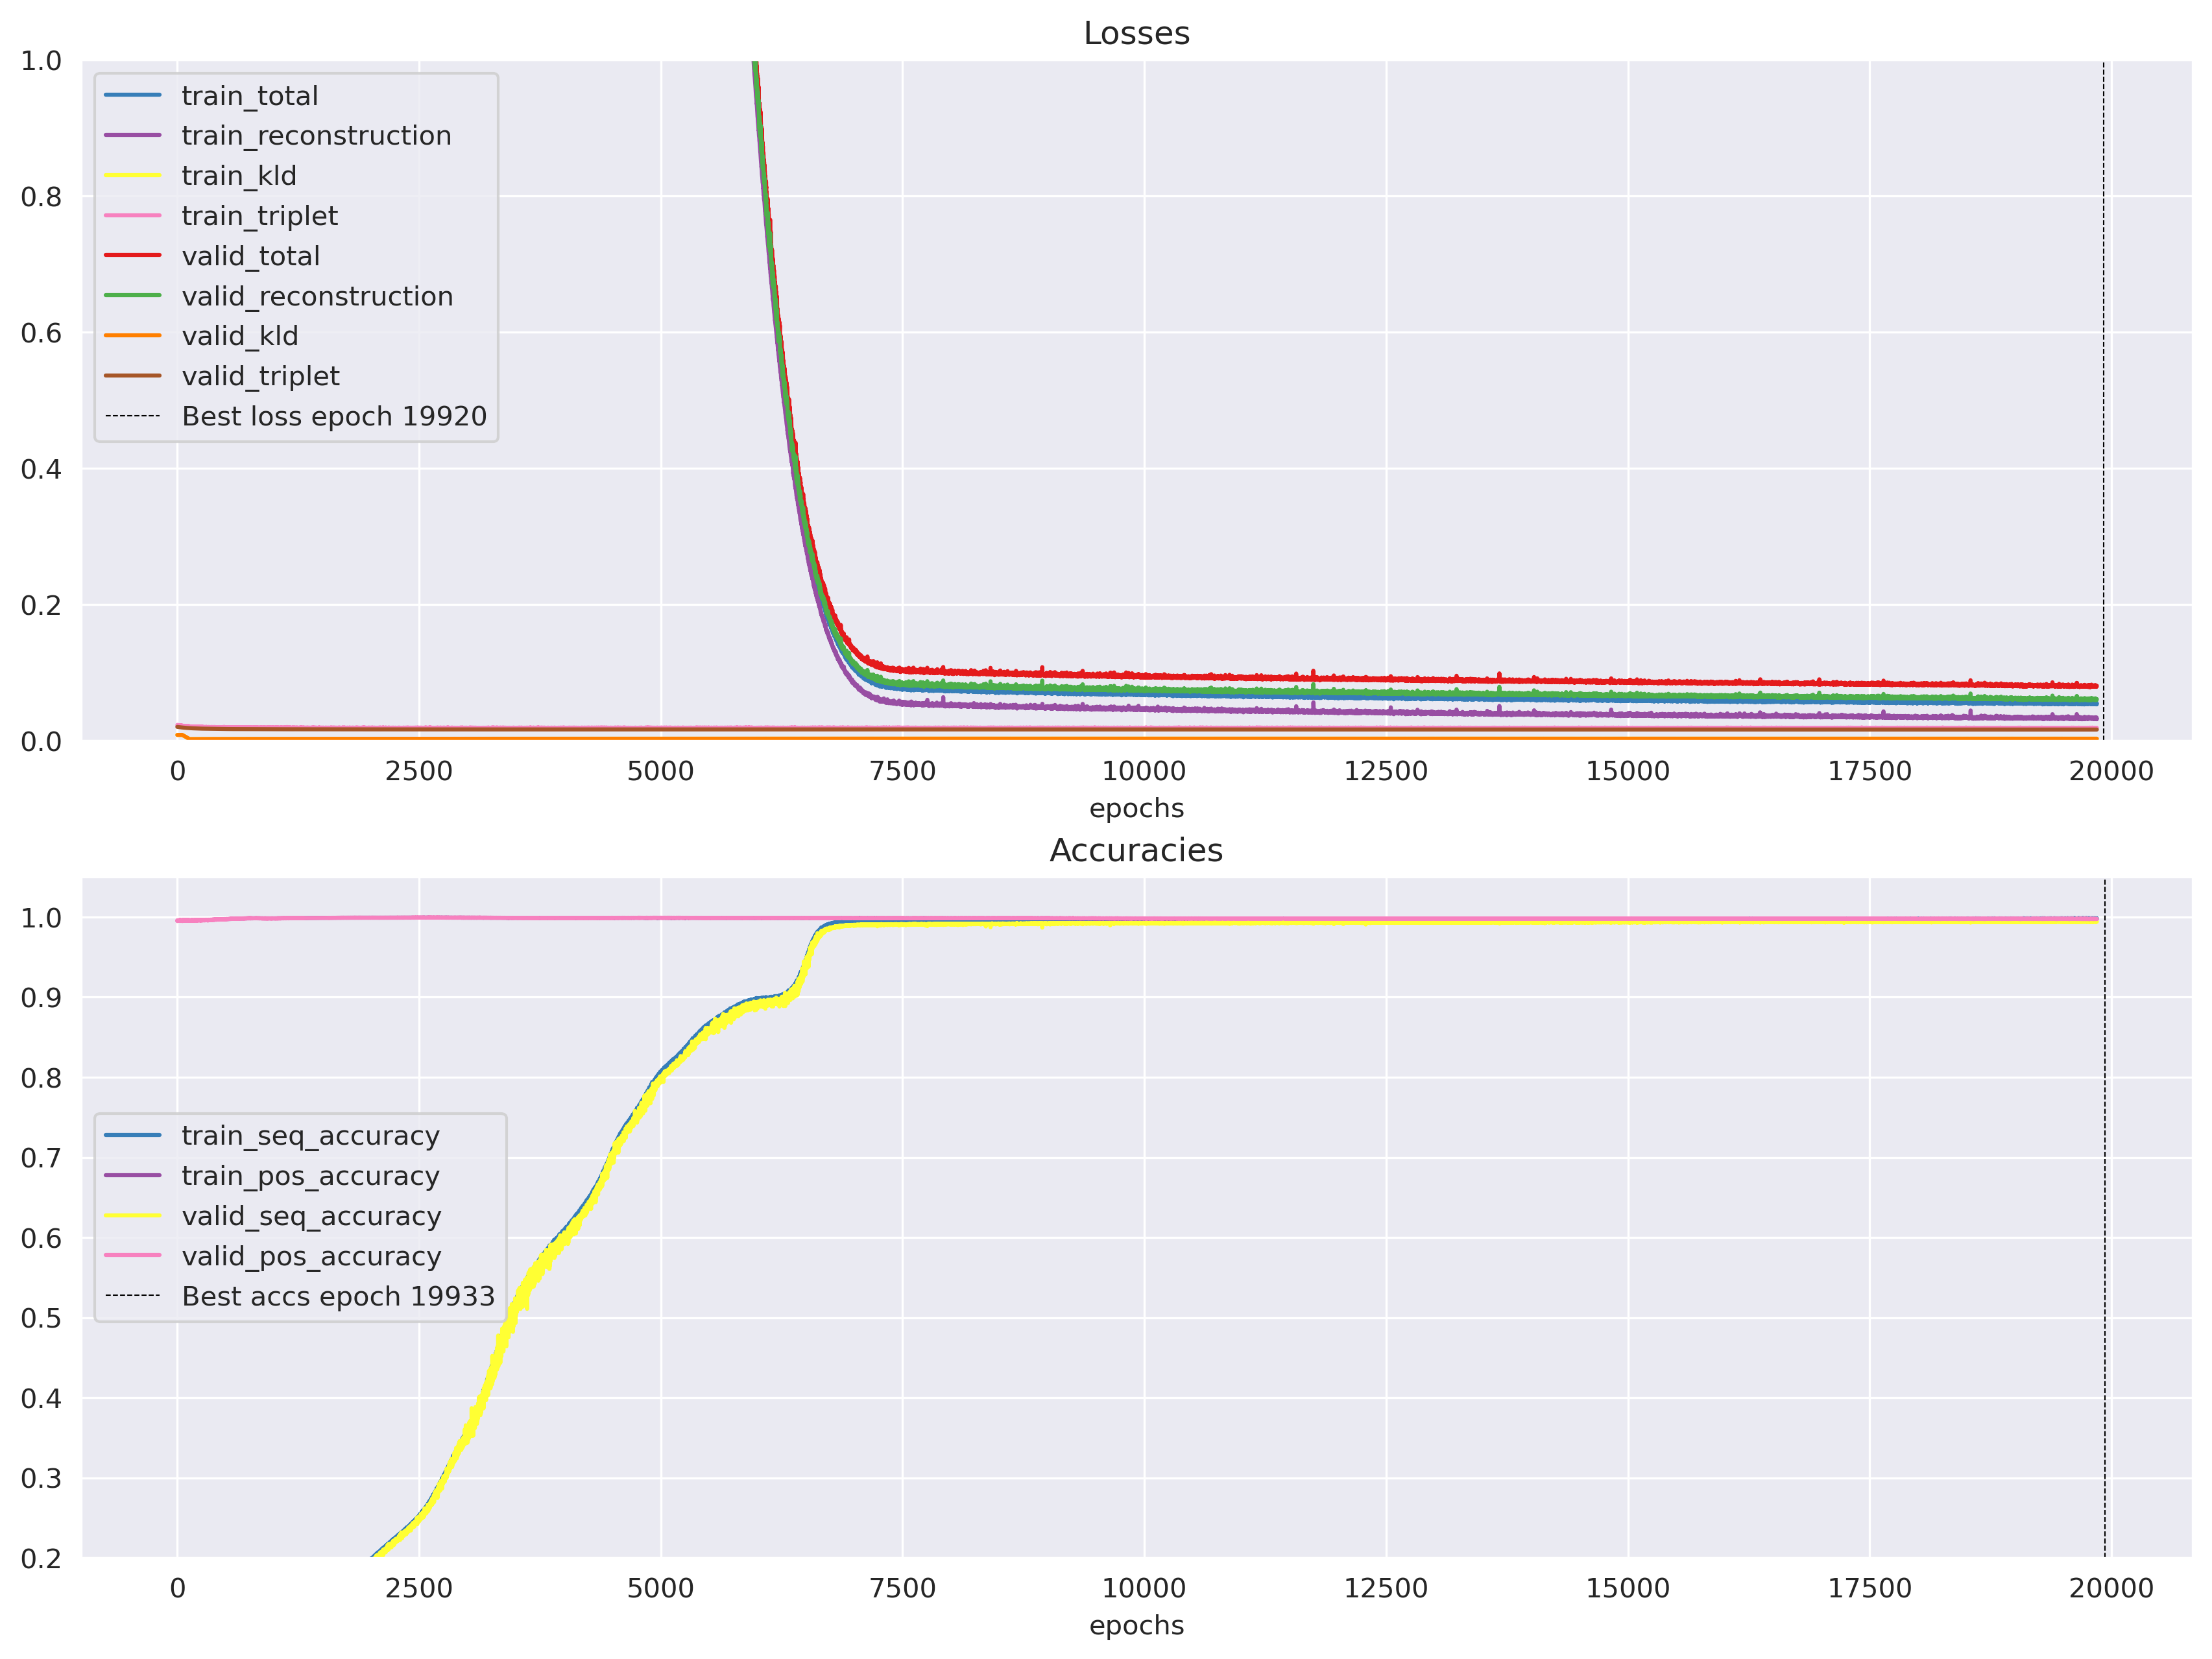 Losses
1.0
0.8
0.6
0.4
0.2
0.0
train_total
train_reconstruction
train_kld
train_triplet
valid_total
valid_reconstruction
valid_kld
valid_triplet
Best loss epoch 19920
0 2500 5000 7500 10000 12500 15000 17500 20000
epochs
Accuracies
1.0
0.9
0.8
0.7
0.6
0.5
0.4
0.3
0.2
train_seq_accuracy
train_pos_accuracy
valid_seq_accuracy
valid_pos_accuracy
Best accs epoch 19933
0 2500 5000 7500 10000 12500 15000 17500 20000
epochs